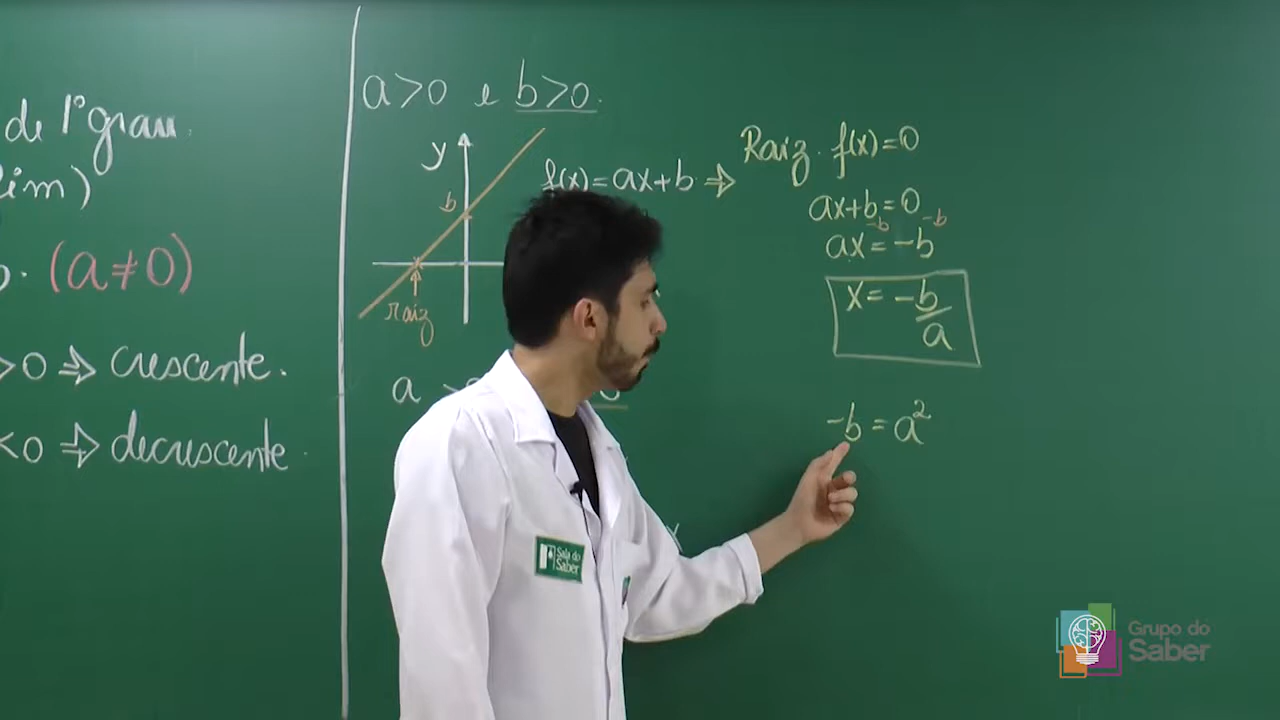 de 1º grau.
(a ≠ 0)
>0 ⇒ crescente.
<0 ⇒ decrescente.
a>0 e b>0.
y
b
raiz
f(x)=ax+b ⇒
a
Raiz. f(x)=0
ax+b=0
-b -b
ax=-b
x= -b/a
-b=a²
Sala do
Saber
Grupo do
Saber